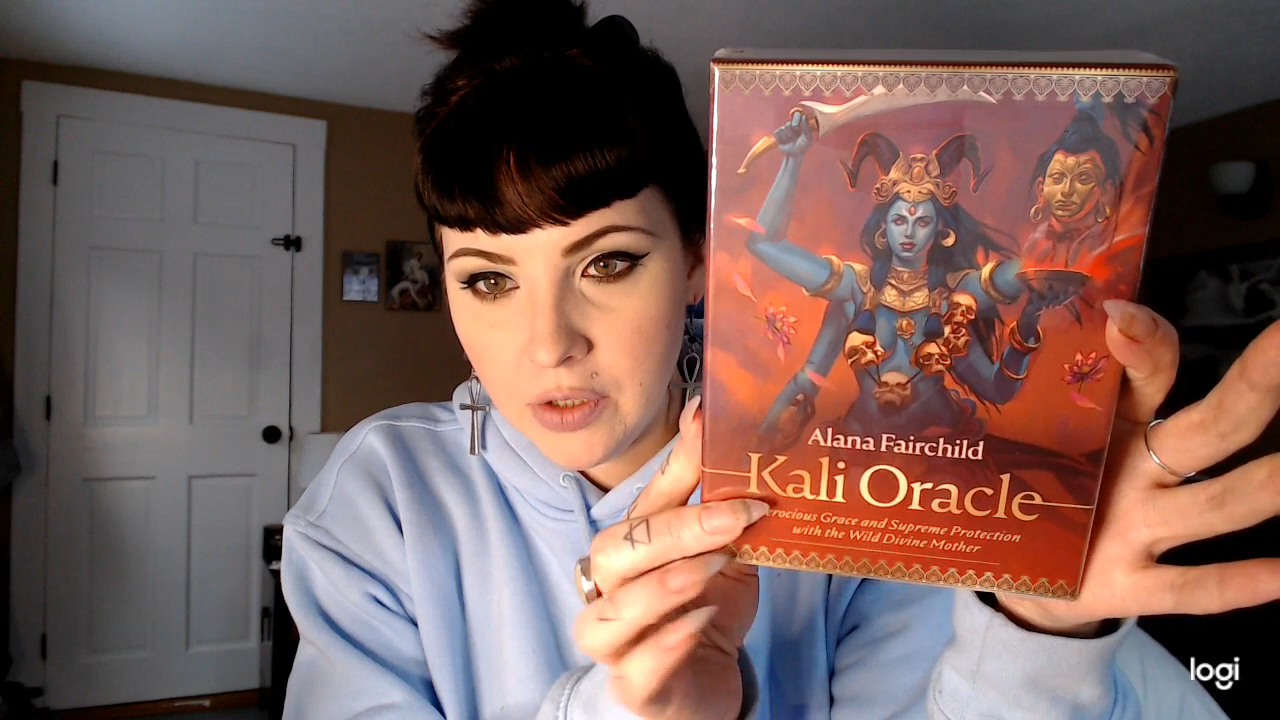 Alana Fairchild
Kali Oracle
Ferocious Grace and Supreme Protection
with the Wild Divine Mother
logi